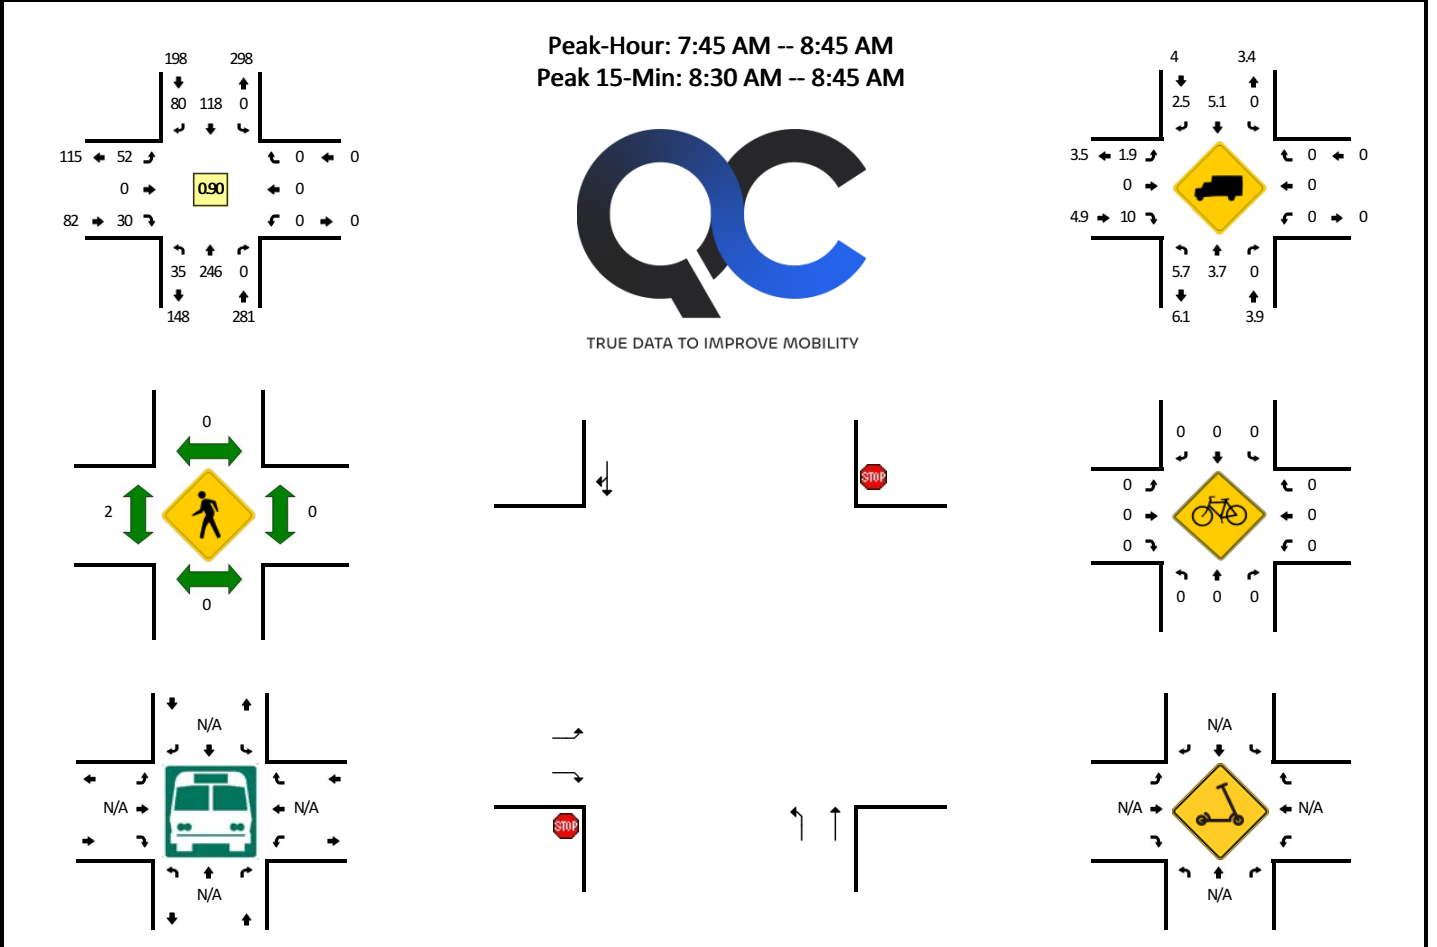 Peak-Hour: 7:45 AM -- 8:45 AM
Peak 15-Min: 8:30 AM -- 8:45 AM
198 298
80 118 0
115 52 0 0
0 0.90 0
82 30 0 0
35 246 0
148 281
4 3.4
2.5 5.1 0
3.5 1.9 0 0
0 0
4.9 10 0 0
5.7 3.7 0
6.1 3.9
QC
TRUE DATA TO IMPROVE MOBILITY
0
2 0
0
STOP
STOP
0 0 0
0 0
0 0
0 0
0 0 0
N/A
N/A N/A
N/A
N/A
N/A N/A
N/A